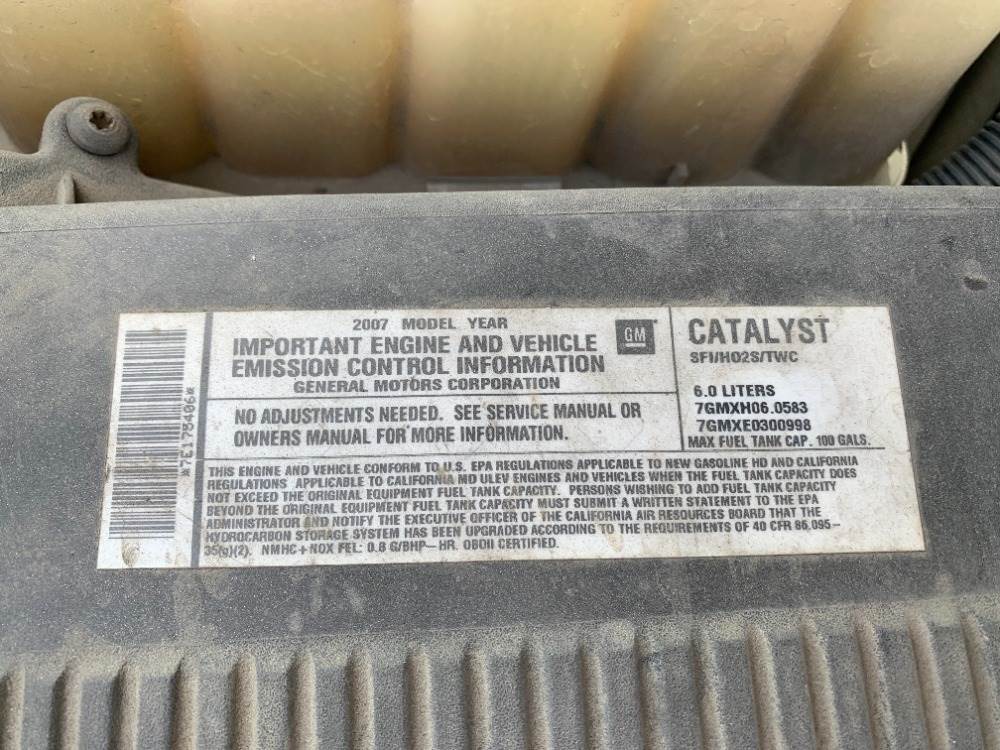 *7E178406*
2007 MODEL YEAR
IMPORTANT ENGINE AND VEHICLE
EMISSION CONTROL INFORMATION
GENERAL MOTORS CORPORATION
GM
NO ADJUSTMENTS NEEDED. SEE SERVICE MANUAL OR
OWNERS MANUAL FOR MORE INFORMATION.
CATALYST
SFI/HO2S/TWC
6.0 LITERS
7GMXH06.0583
7GMXE0300998
MAX FUEL TANK CAP. 100 GALS.
THIS ENGINE AND VEHICLE CONFORM TO U.S. EPA REGULATIONS APPLICABLE TO NEW GASOLINE HD AND CALIFORNIA
REGULATIONS APPLICABLE TO CALIFORNIA MD ULEV ENGINES AND VEHICLES WHEN THE FUEL TANK CAPACITY DOES
NOT EXCEED THE ORIGINAL EQUIPMENT FUEL TANK CAPACITY. PERSONS WISHING TO ADD FUEL TANK CAPACITY
BEYOND THE ORIGINAL EQUIPMENT FUEL TANK CAPACITY MUST SUBMIT A WRITTEN STATEMENT TO THE EPA
ADMINISTRATOR AND NOTIFY THE EXECUTIVE OFFICER OF THE CALIFORNIA AIR RESOURCES BOARD THAT THE
HYDROCARBON STORAGE SYSTEM HAS BEEN UPGRADED ACCORDING TO THE REQUIREMENTS OF 40 CFR 86.095-
35(g)(2). NMHC+NOX FEL: 0.8 G/BHP-HR. OBDII CERTIFIED.